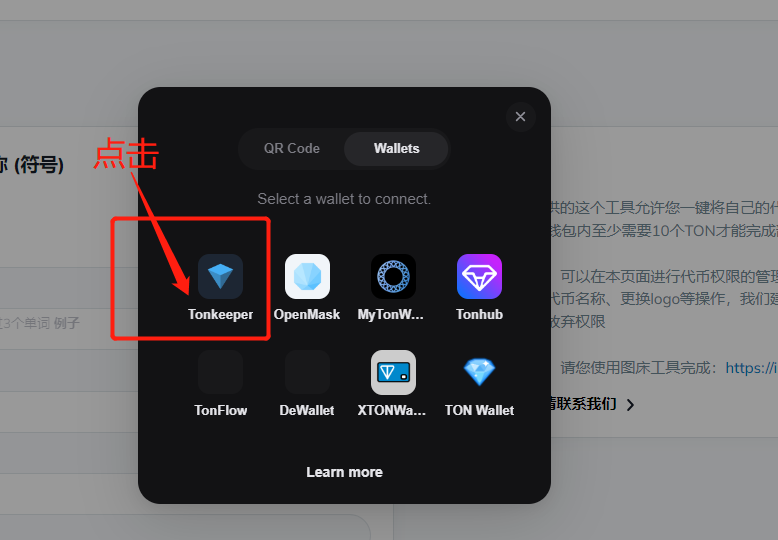 QR Code
Wallets
你 (符号)
点击
Select a wallet to connect.
的这个工具允许您一键将自己的代
钱包内至少需要10个TON才能完成
可以在本页面进行代币权限的管理
代币名称、更换logo等操作，我们建
放弃权限
Tonkeeper
OpenMask
MyTonW...
Tonhub
3个单词 例子
请您使用图床工具完成：https://i
联系我们
TonFlow
DeWallet
XTONWa...
TON Wallet
Learn more